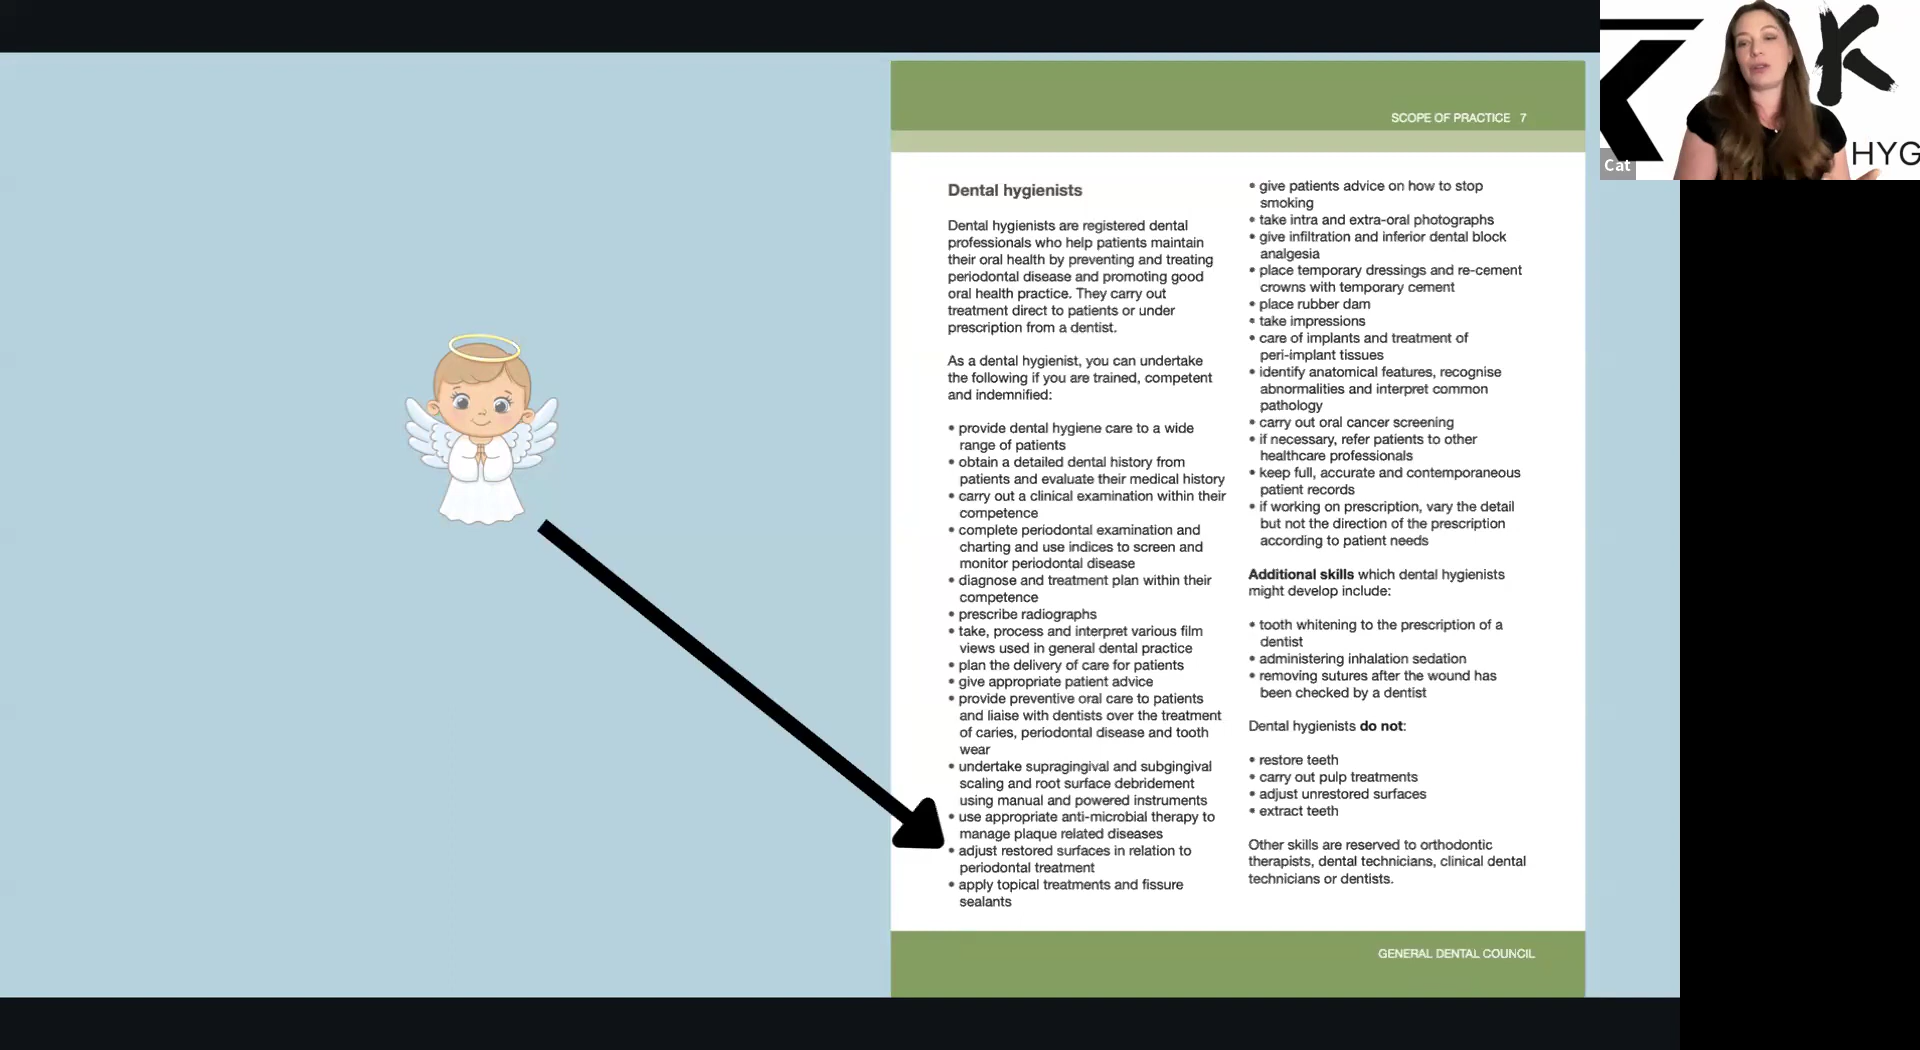 SCOPE OF PRACTICE 7
Dental hygienists
Dental hygienists are registered dental
professionals who help patients maintain
their oral health by preventing and treating
periodontal disease and promoting good
oral health practice. They carry out
treatment direct to patients or under
prescription from a dentist.
As a dental hygienist, you can undertake
the following if you are trained, competent
and indemnified:
• provide dental hygiene care to a wide
range of patients
• obtain a detailed dental history from
patients and evaluate their medical history
• carry out a clinical examination within their
competence
• complete periodontal examination and
charting and use indices to screen and
monitor periodontal disease
• diagnose and treatment plan within their
competence
• prescribe radiographs
• take, process and interpret various film
views used in general dental practice
• plan the delivery of care for patients
• give appropriate patient advice
• provide preventive oral care to patients
and liaise with dentists over the treatment
of caries, periodontal disease and tooth
wear
• undertake supragingival and subgingival
scaling and root surface debridement
using manual and powered instruments
• use appropriate anti-microbial therapy to
manage plaque related diseases
• adjust restored surfaces in relation to
periodontal treatment
• apply topical treatments and fissure
sealants
• give patients advice on how to stop
smoking
• take intra and extra-oral photographs
• give infiltration and inferior dental block
analgesia
• place temporary dressings and re-cement
crowns with temporary cement
• place rubber dam
• take impressions
• care of implants and treatment of
peri-implant tissues
• identify anatomical features, recognise
abnormalities and interpret common
pathology
• carry out oral cancer screening
• if necessary, refer patients to other
healthcare professionals
• keep full, accurate and contemporaneous
patient records
• if working on prescription, vary the detail
but not the direction of the prescription
according to patient needs
Additional skills which dental hygienists
might develop include:
• tooth whitening to the prescription of a
dentist
• administering inhalation sedation
• removing sutures after the wound has
been checked by a dentist
Dental hygienists do not:
• restore teeth
• carry out pulp treatments
• adjust unrestored surfaces
• extract teeth
Other skills are reserved to orthodontic
therapists, dental technicians, clinical dental
technicians or dentists.
GENERAL DENTAL COUNCIL
K
HYG
Cat